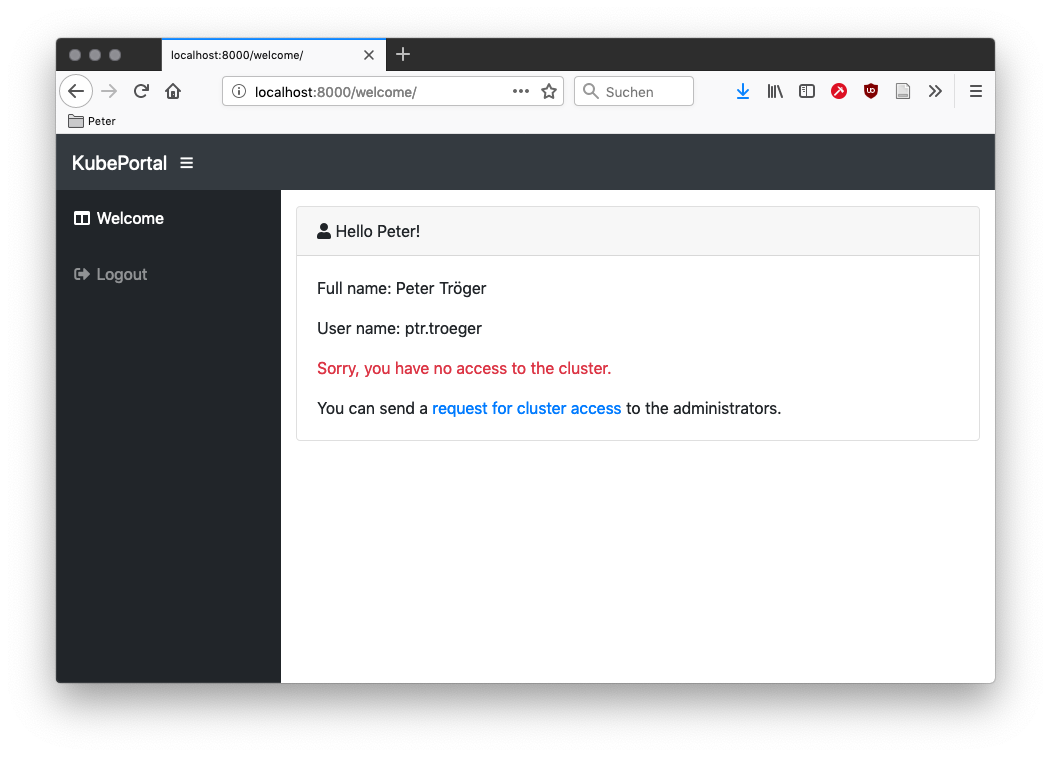 localhost:8000/welcome/
localhost:8000/welcome/
Suchen
Peter
KubePortal
Welcome
Logout
Hello Peter!
Full name: Peter Tröger
User name: ptr.troeger
Sorry, you have no access to the cluster.
You can send a request for cluster access to the administrators.